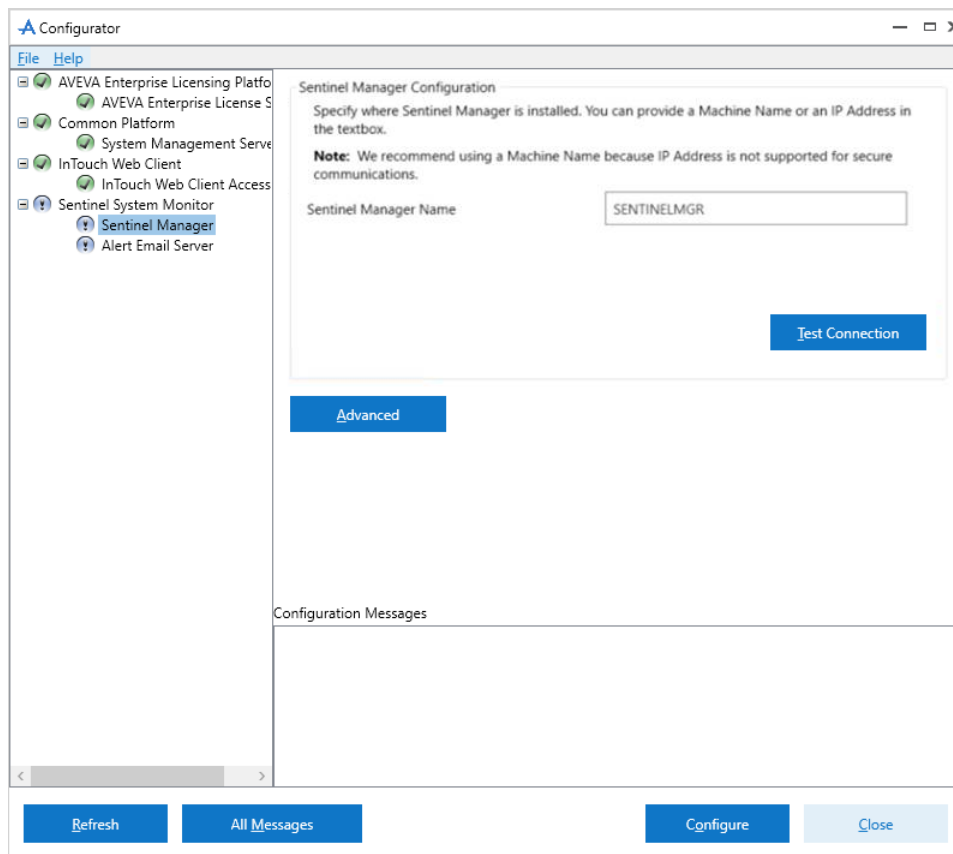 Configurator
File Help
AVEVA Enterprise Licensing Platfo
AVEVA Enterprise License S
Common Platform
System Management Serve
InTouch Web Client
InTouch Web Client Access
Sentinel System Monitor
Sentinel Manager
Alert Email Server
Sentinel Manager Configuration
Specify where Sentinel Manager is installed. You can provide a Machine Name or an IP Address in
the textbox.
Note: We recommend using a Machine Name because IP Address is not supported for secure
communications.
Sentinel Manager Name SENTINELMGR
Test Connection
Advanced
Configuration Messages
Refresh All Messages Configure Close